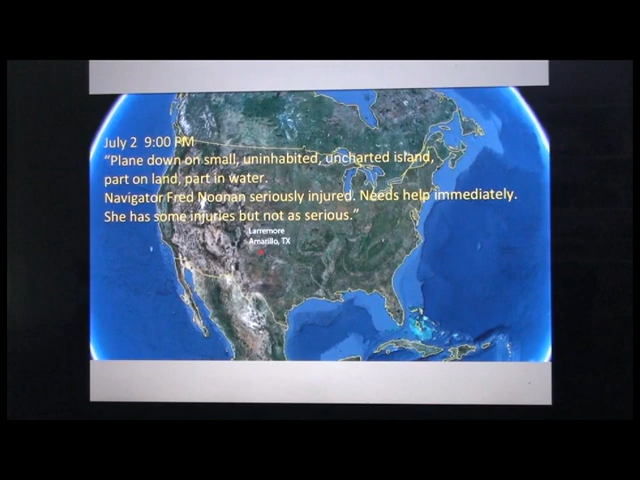 July 2 9:00 PM
“Plane down on small, uninhabited, uncharted island,
part on land, part in water.
Navigator Fred Noonan seriously injured. Needs help immediately.
She has some injuries but not as serious.”
Larremore
Amarillo, TX